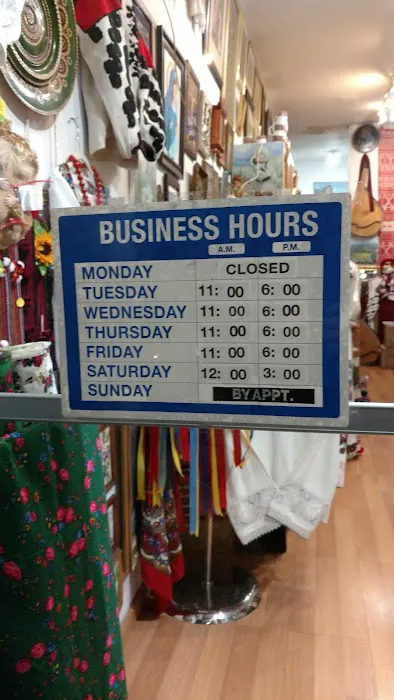 BUSINESS HOURS
A.M. P.M.
MONDAY CLOSED
TUESDAY 11: 00 6: 00
WEDNESDAY 11: 00 6: 00
THURSDAY 11: 00 6: 00
FRIDAY 11: 00 6: 00
SATURDAY 12: 00 3: 00
SUNDAY BY APPT.